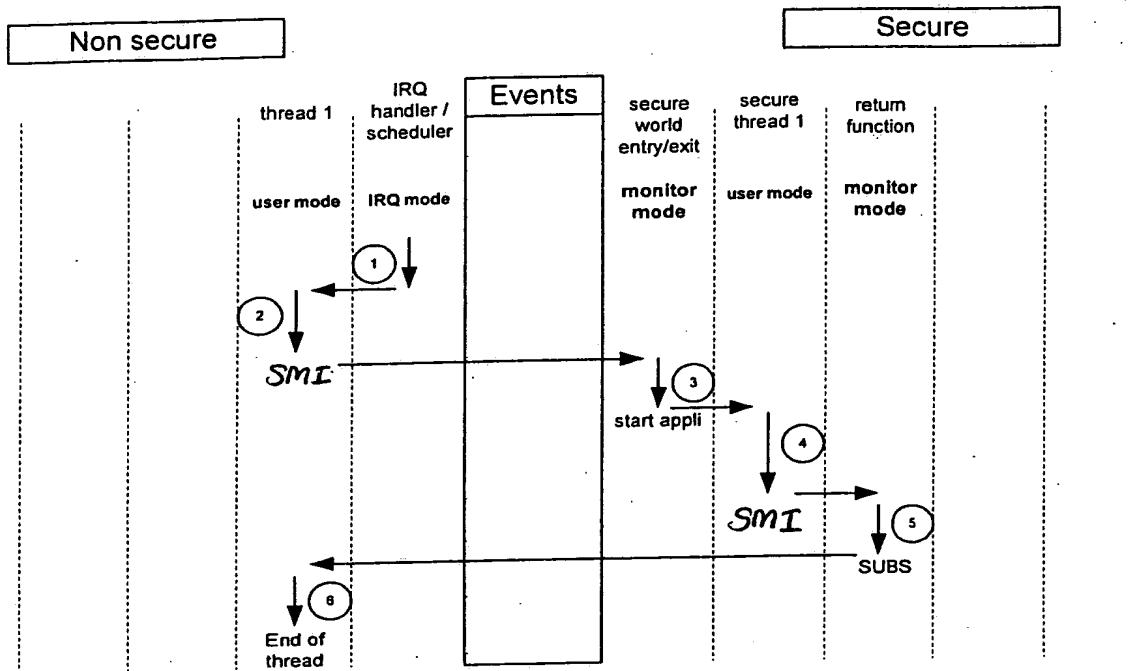 Non secure
Secure
Events
thread 1
IRQ
handler /
scheduler
secure
world
entry/exit
secure
thread 1
return
function
user mode
IRQ mode
monitor
mode
user mode
monitor
mode
1
2
SMI
3
start appli
4
SMI
5
SUBS
6
End of
thread